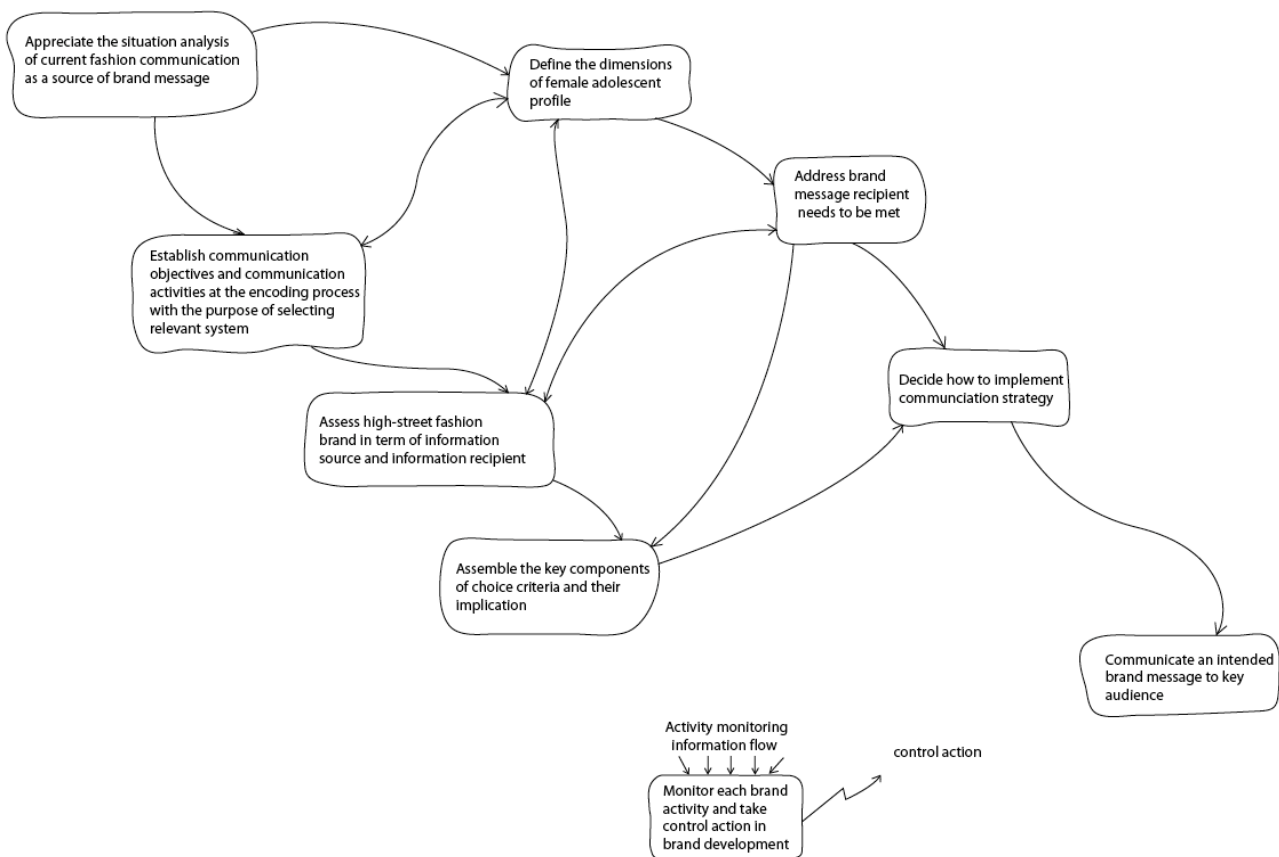 Appreciate the situation analysis
of current fashion communication
as a source of brand message
Define the dimensions
of female adolescent
profile
Address brand
message recipient
needs to be met
Establish communication
objectives and communication
activities at the encoding process
with the purpose of selecting
relevant system
Decide how to implement
communciation strategy
Assess high-street fashion
brand in term of information
source and information recipient
Assemble the key components
of choice criteria and their
implication
Communicate an intended
brand message to key
audience
Activity monitoring
information flow
control action
Monitor each brand
activity and take
control action in
brand development